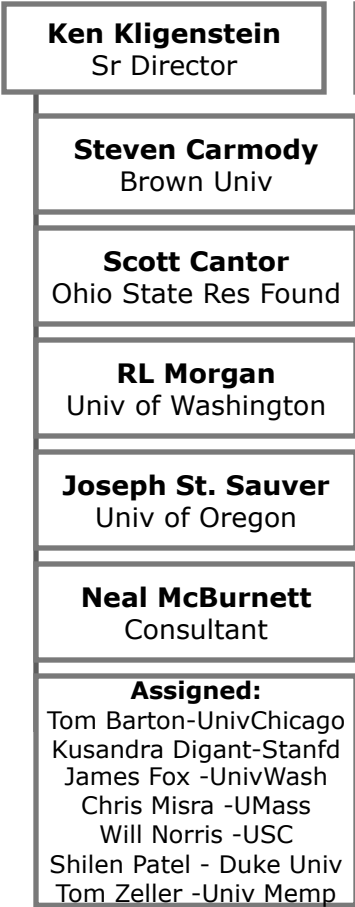 Ken Kligenstein
Sr Director
Steven Carmody
Brown Univ
Scott Cantor
Ohio State Res Found
RL Morgan
Univ of Washington
Joseph St. Sauver
Univ of Oregon
Neal McBurnett
Consultant
Assigned:
Tom Barton-UnivChicago
Kusandra Digant-Stanfd
James Fox -UnivWash
Chris Misra -UMass
Will Norris -USC
Shilen Patel - Duke Univ
Tom Zeller -Univ Memp